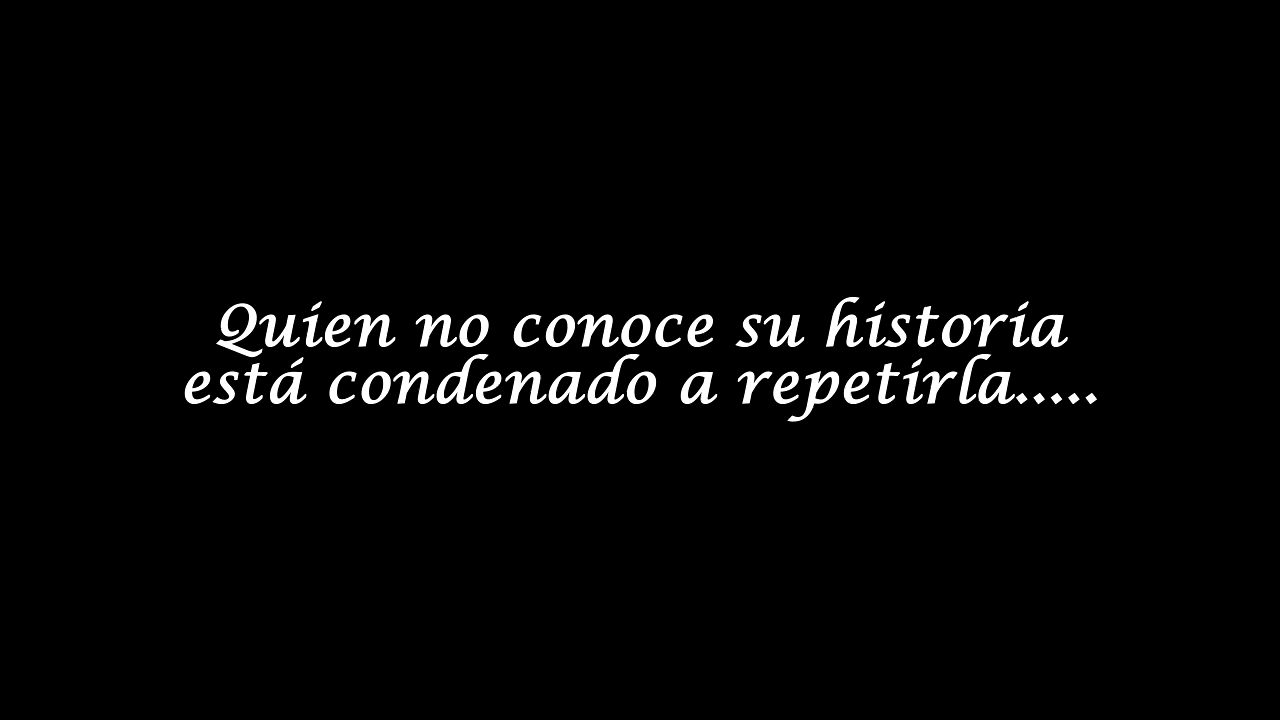 Quien no conoce su historia
está condenado a repetirla.....